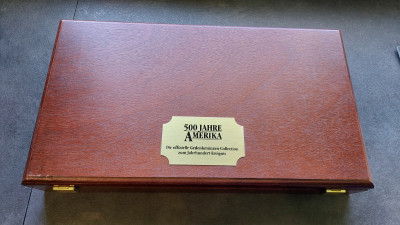 500 JAHRE
AMERIKA
Die offizielle Gedenkmünzen-Collection
zum Jahrhundert-Ereignis